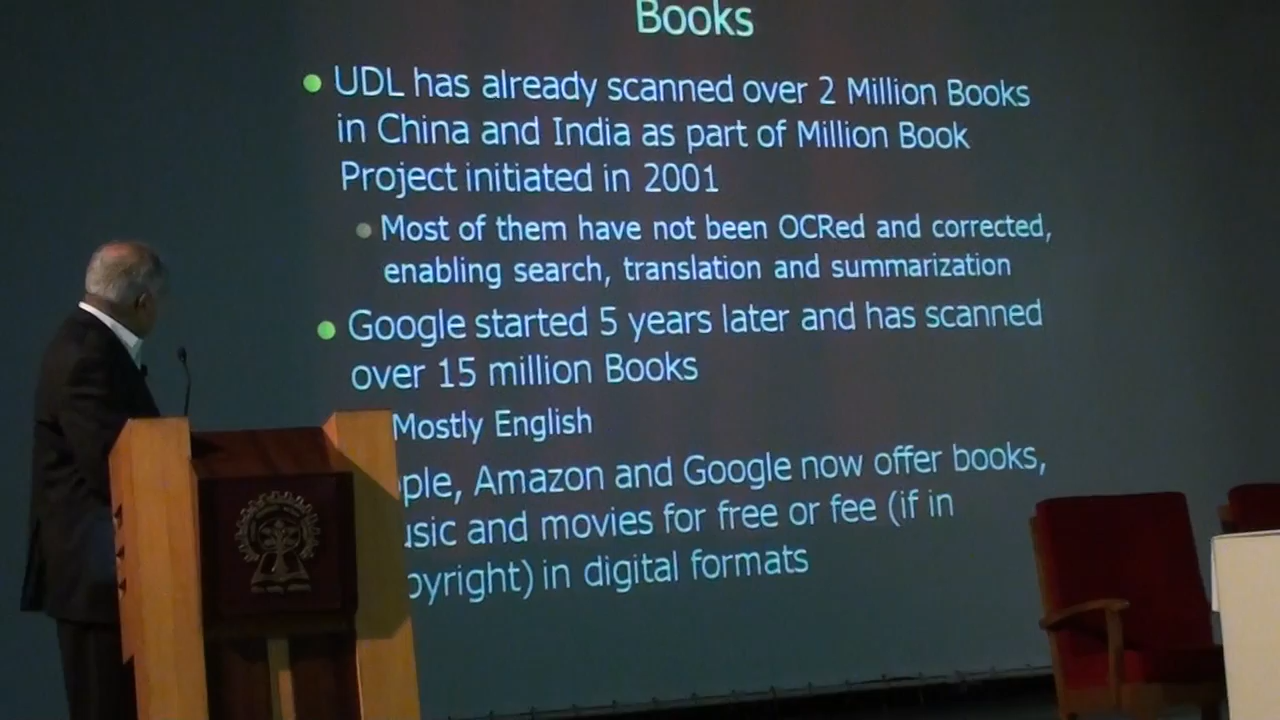 Books
UDL has already scanned over 2 Million Books
in China and India as part of Million Book
Project initiated in 2001
Most of them have not been OCRed and corrected,
enabling search, translation and summarization
Google started 5 years later and has scanned
over 15 million Books
Mostly English
ple, Amazon and Google now offer books,
usic and movies for free or fee (if in
pyright) in digital formats